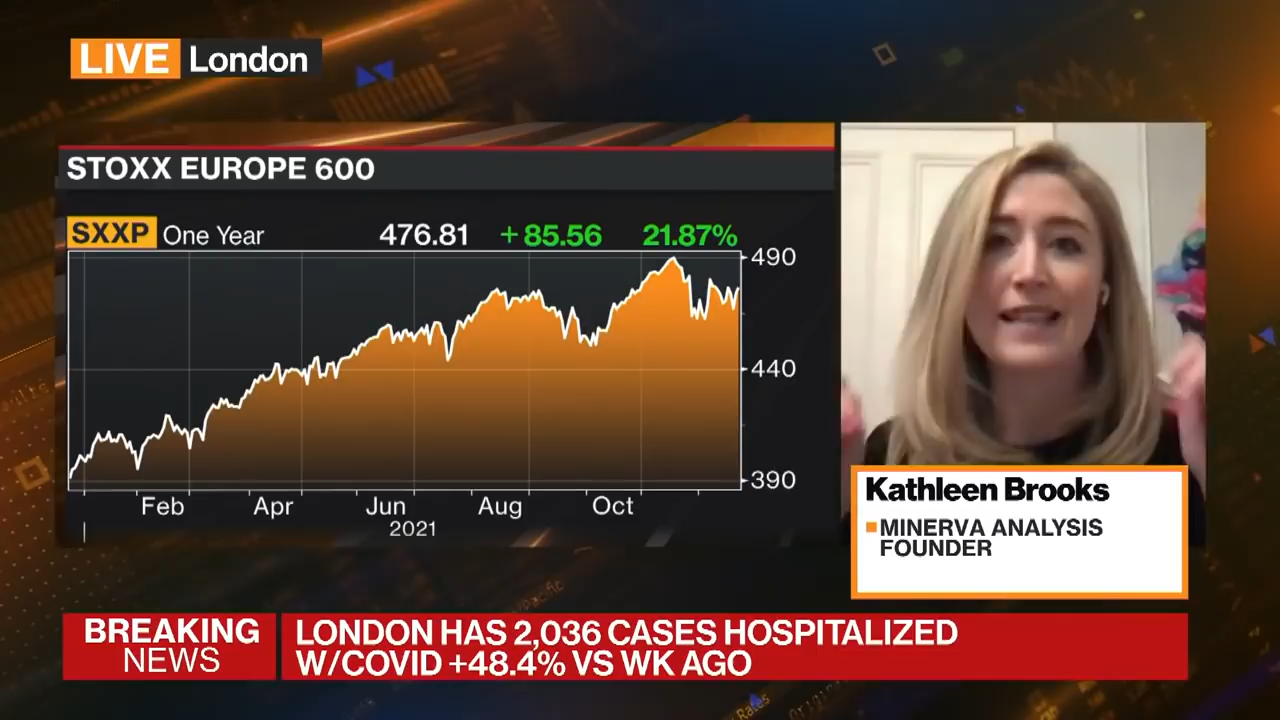 LIVE London
STOXX EUROPE 600
SXXP One Year 476.81 +85.56 21.87%
490
440
390
Feb Apr Jun Aug Oct
2021
Kathleen Brooks
MINERVA ANALYSIS
FOUNDER
BREAKING
NEWS
LONDON HAS 2,036 CASES HOSPITALIZED
W/COVID +48.4% VS WK AGO